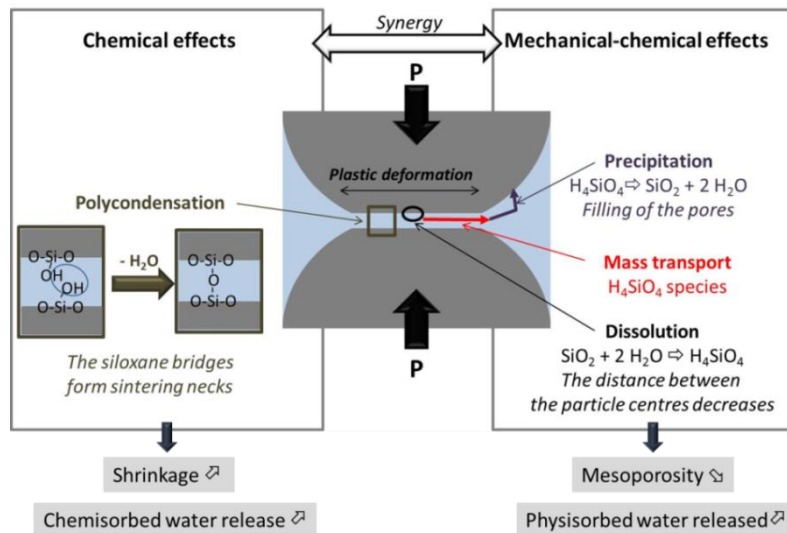 Chemical effects
Synergy
Mechanical-chemical effects
P
Plastic deformation
Polycondensation
O-Si-O
OH
OH
O-Si-O
- H₂O
O-Si-O
O
O-Si-O
The siloxane bridges
form sintering necks
Precipitation
H₄SiO₄⇨ SiO₂ + 2 H₂O
Filling of the pores
Mass transport
H₄SiO₄ species
Dissolution
SiO₂ + 2 H₂O ⇨ H₄SiO₄
The distance between
the particle centres decreases
P
Shrinkage ⬀
Chemisorbed water release ⬀
Mesoporosity ⬂
Physisorbed water released ⬀